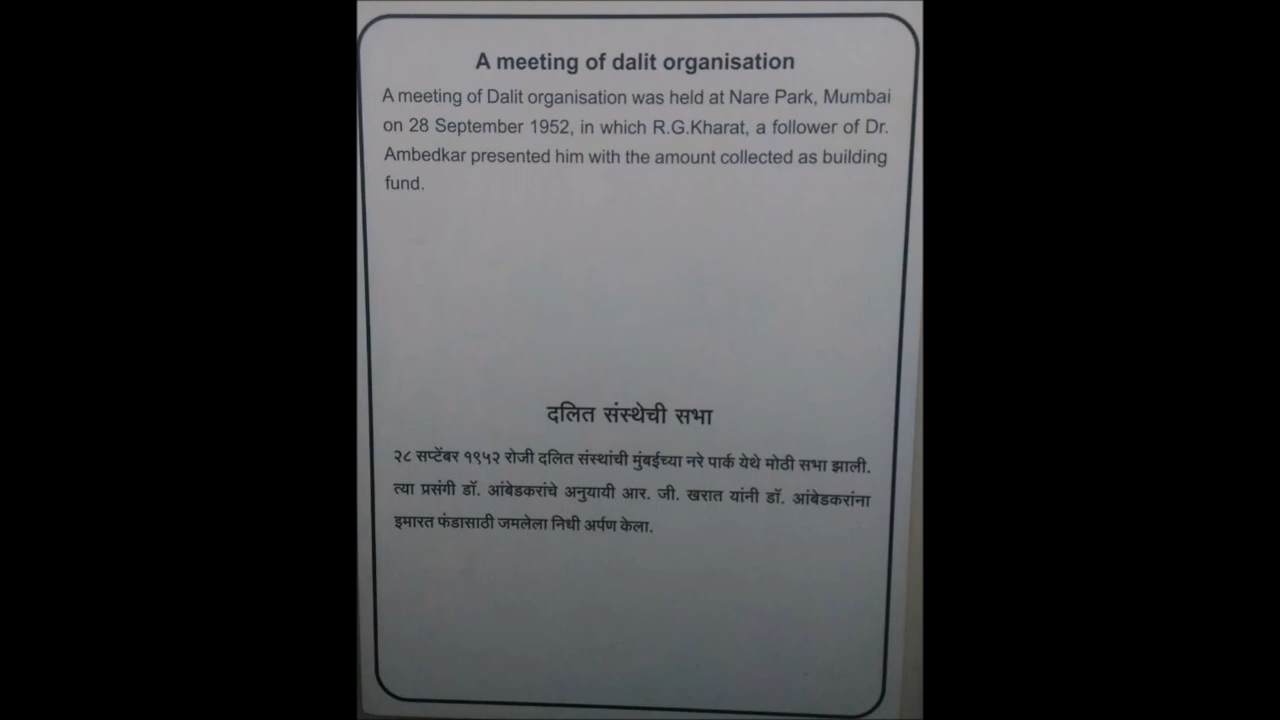 A meeting of dalit organisation
A meeting of Dalit organisation was held at Nare Park, Mumbai
on 28 September 1952, in which R.G.Kharat, a follower of Dr.
Ambedkar presented him with the amount collected as building
fund.
दलित संस्थेची सभा
२८ सप्टेंबर १९५२ रोजी दलित संस्थांची मुंबईच्या नरे पार्क येथे मोठी सभा झाली.
त्या प्रसंगी डॉ. आंबेडकरांचे अनुयायी आर. जी. खरात यांनी डॉ. आंबेडकरांना
इमारत फंडासाठी जमलेला निधी अर्पण केला.